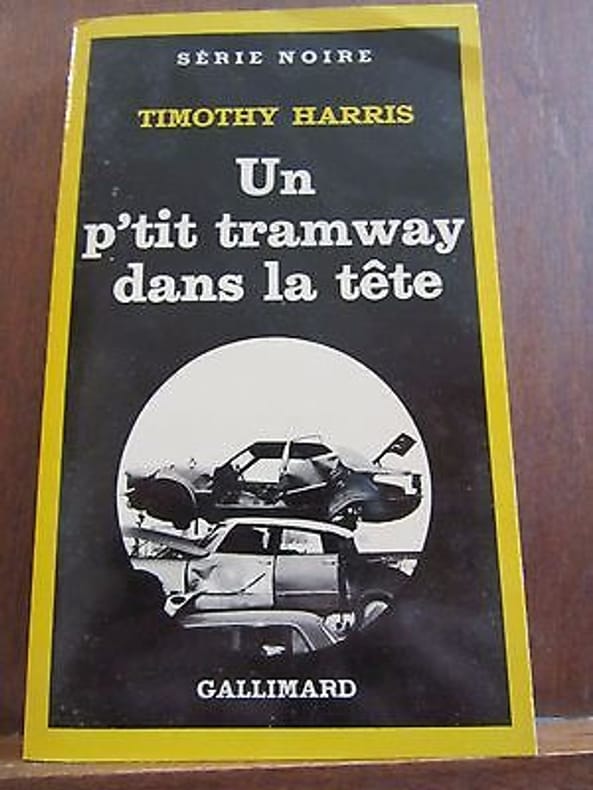 SÉRIE NOIRE
TIMOTHY HARRIS
Un
p'tit tramway
dans la tête
GALLIMARD